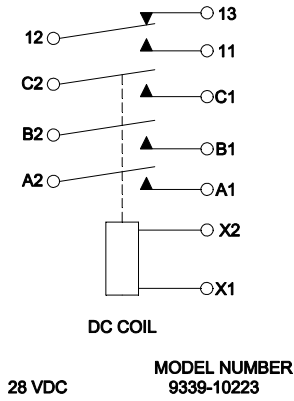 13
12
11
C2
C1
B2
B1
A2
A1
X2
X1
DC COIL
MODEL NUMBER
28 VDC 9339-10223